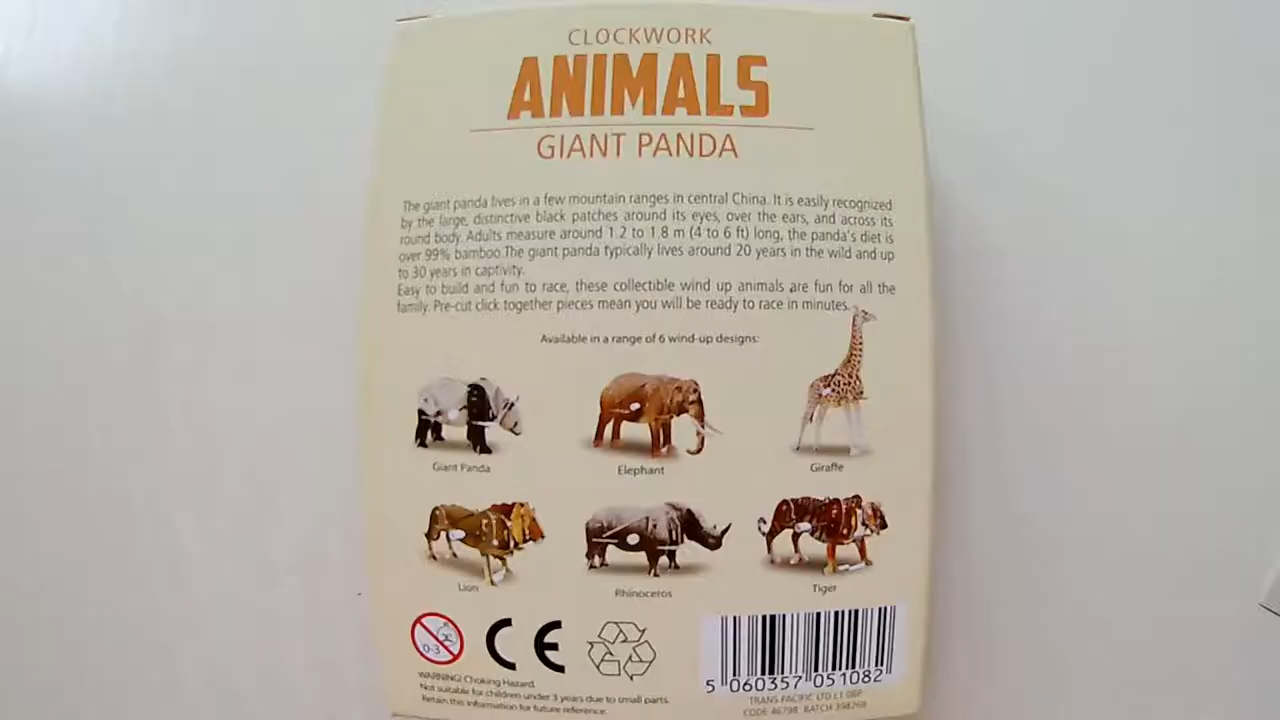 CLOCKWORK
ANIMALS
GIANT PANDA
The giant panda lives in a few mountain ranges in central China. It is easily recognized
by the large, distinctive black patches around its eyes, over the ears, and across its
round body. Adults measure around 1.2 to 1.8 m (4 to 6 ft) long, the panda's diet is
over 99% bamboo.The giant panda typically lives around 20 years in the wild and up
to 30 years in captivity.
Easy to build and fun to race, these collectible wind up animals are fun for all the
family. Pre-cut click together pieces mean you will be ready to race in minutes.
Available in a range of 6 wind-up designs:
Giant Panda Elephant Giraffe
Lion Rhinoceros Tiger
0-3 CE
WARNING! Choking Hazard.
Not suitable for children under 3 years due to small parts.
Retain this information for future reference.
5 060357 051082
TRANS PACIFIC LTD L1 0BP
CODE 46798 BATCH